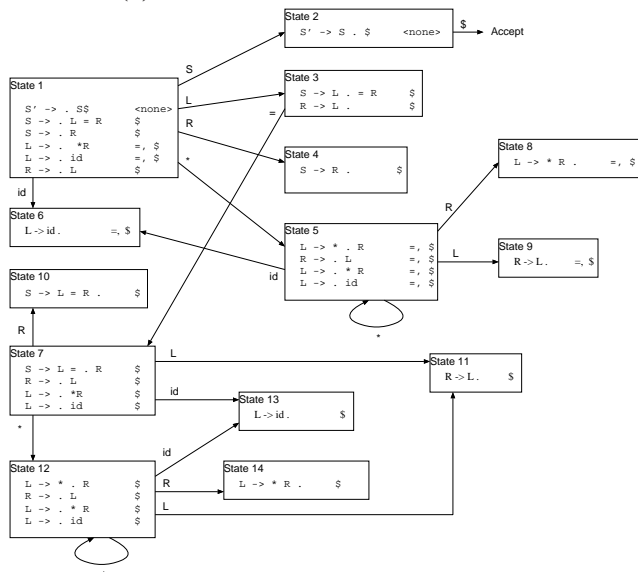 State 2
S' -> S . $ <none>
$
Accept
S
State 1
S' -> . S$ <none>
S -> . L = R $
S -> . R $
L -> . *R =, $
L -> . id =, $
R -> . L $
L
R
*
=
State 3
S -> L . = R $
R -> L . $
State 4
S -> R . $
State 8
L -> * R . =, $
id
State 6
L -> id . =, $
State 5
L -> * . R =, $
R -> . L =, $
L -> . * R =, $
L -> . id =, $
R
L
id
*
State 9
R -> L . =, $
State 10
S -> L = R . $
R
State 7
S -> L = . R $
R -> . L $
L -> . *R $
L -> . id $
L
id
*
State 11
R -> L . $
State 13
L -> id . $
State 12
L -> * . R $
R -> . L $
L -> . * R $
L -> . id $
id
R
L
State 14
L -> * R . $